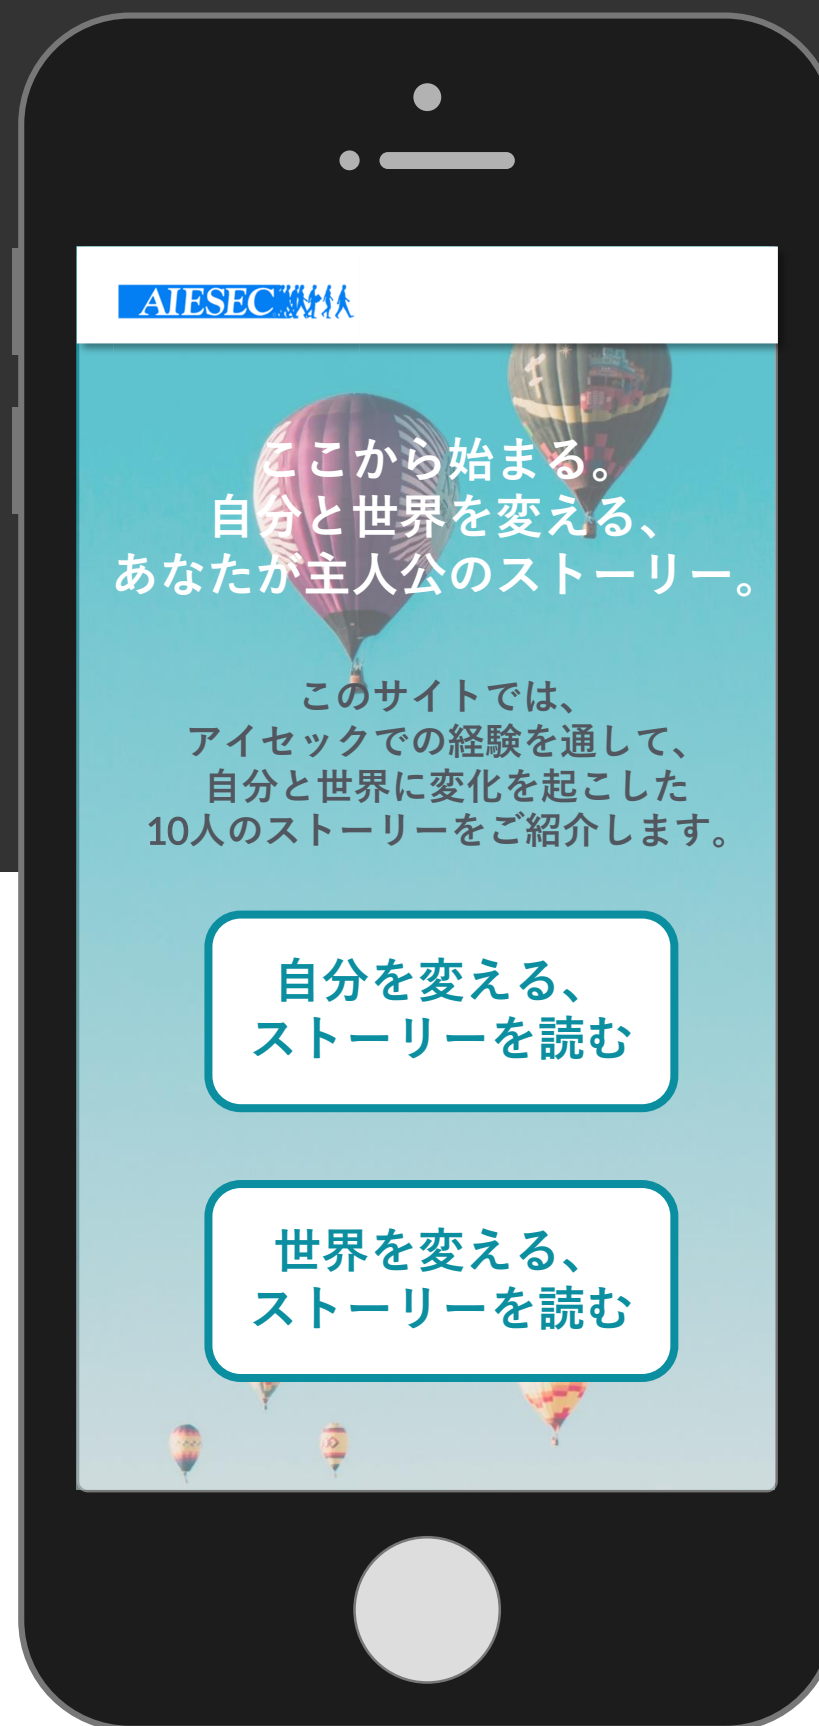 AIESEC
ここから始まる。
自分と世界を変える、
あなたが主人公のストーリー。
このサイトでは、
アイセックでの経験を通して、
自分と世界に変化を起こした
10人のストーリーをご紹介します。
自分を変える、
ストーリーを読む
世界を変える、
ストーリーを読む